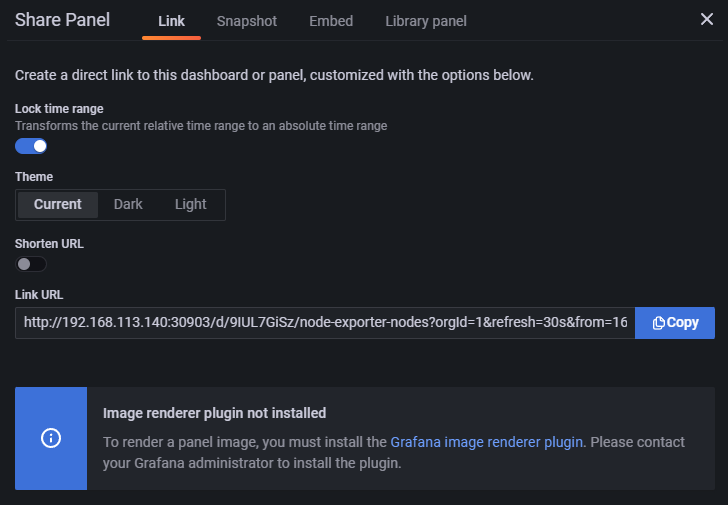 Share Panel
Link
Snapshot
Embed
Library panel
Create a direct link to this dashboard or panel, customized with the options below.
Lock time range
Transforms the current relative time range to an absolute time range
Theme
Current
Dark
Light
Shorten URL
Link URL
http://192.168.113.140:30903/d/9IUL7GiSz/node-exporter-nodes?orgId=1&refresh=30s&from=16
Copy
Image renderer plugin not installed
To render a panel image, you must install the Grafana image renderer plugin. Please contact
your Grafana administrator to install the plugin.